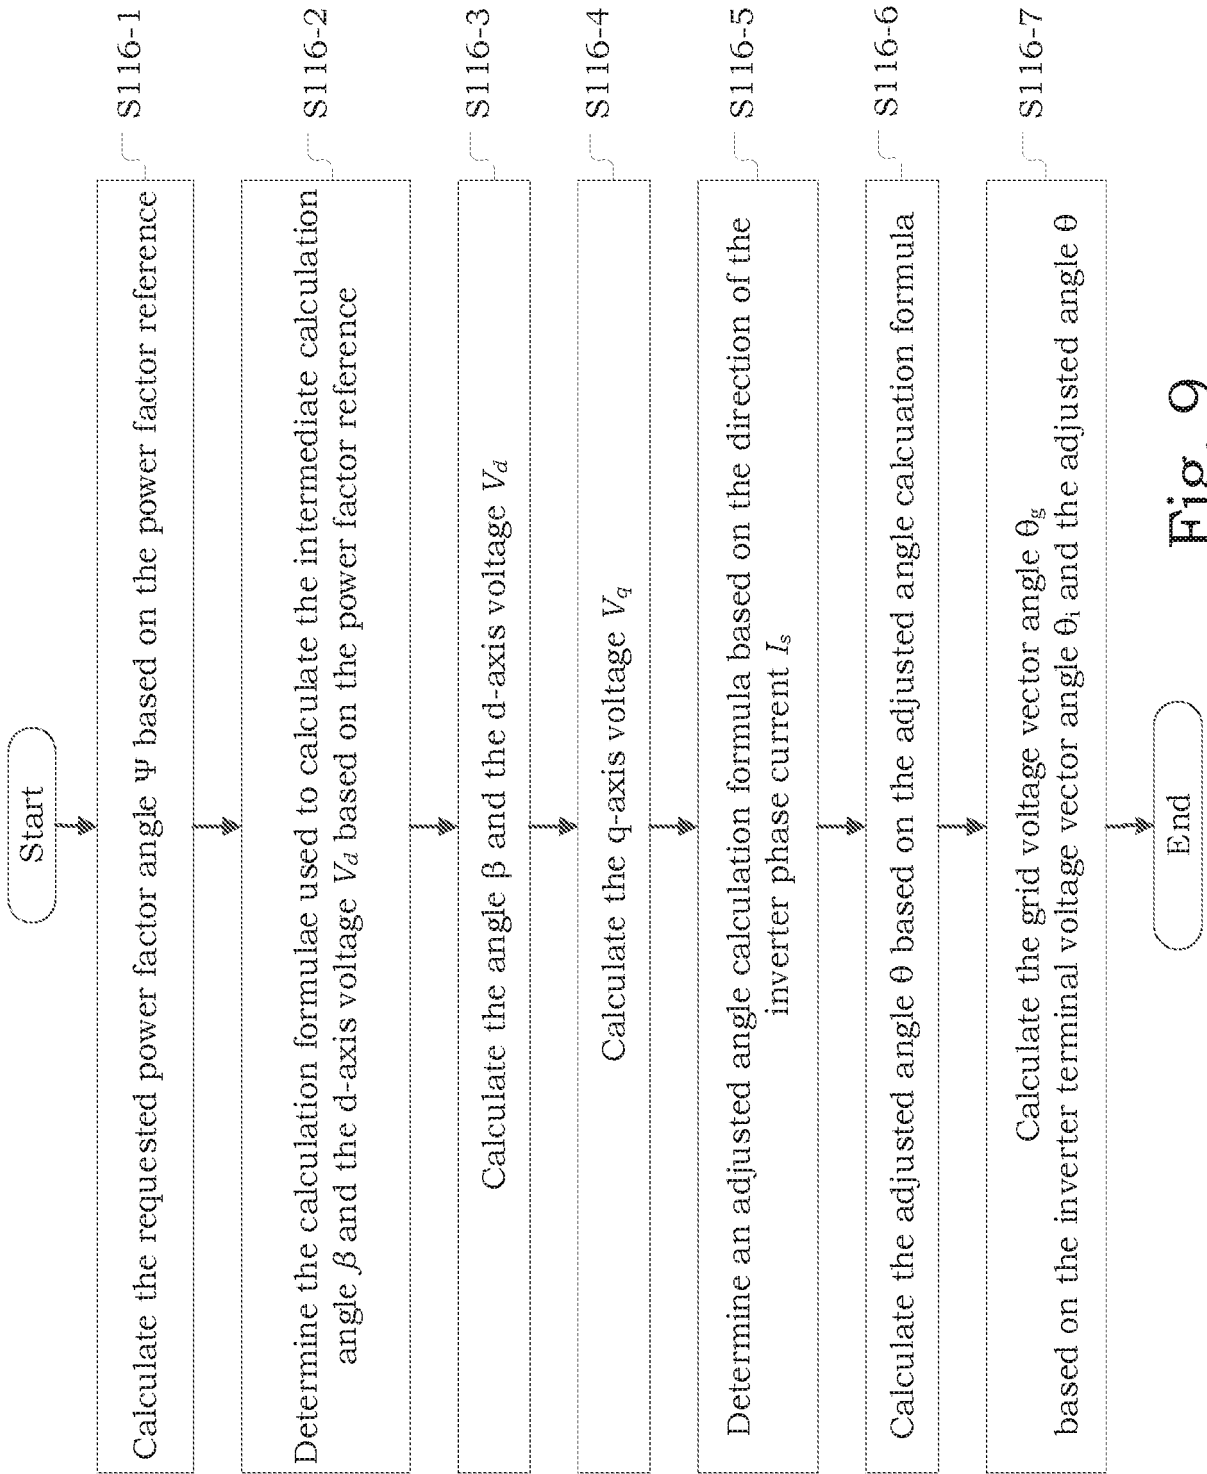 Start
Calculate the requested power factor angle Ψ based on the power factor reference
S116-1
Determine the calculation formulae used to calculate the intermediate calculation
angle β and the d-axis voltage Vd based on the power factor reference
S116-2
Calculate the angle β and the d-axis voltage Vd
S116-3
Calculate the q-axis voltage Vq
S116-4
Determine an adjusted angle calculation formula based on the direction of the
inverter phase current Is
S116-5
Calculate the adjusted angle θ based on the adjusted angle calcuation formula
S116-6
Calculate the grid voltage vector angle θg
based on the inverter terminal voltage vector angle θi and the adjusted angle θ
S116-7
End
Fig. 9